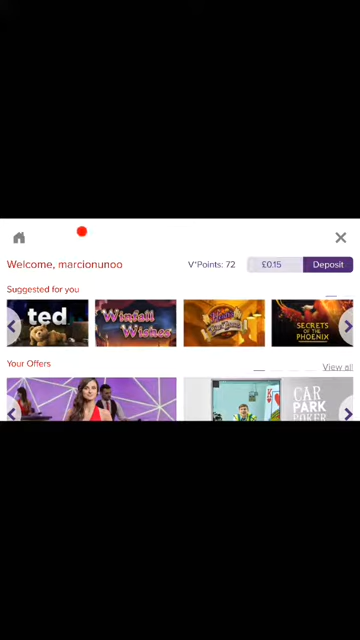 Welcome, marcionunoo
V*Points: 72
£0.15
Deposit
Suggested for you
ted
Winfall
Wishes
SECRETS
OF THE
PHOENIX
Your Offers
View all
CAR
PARK
POKER